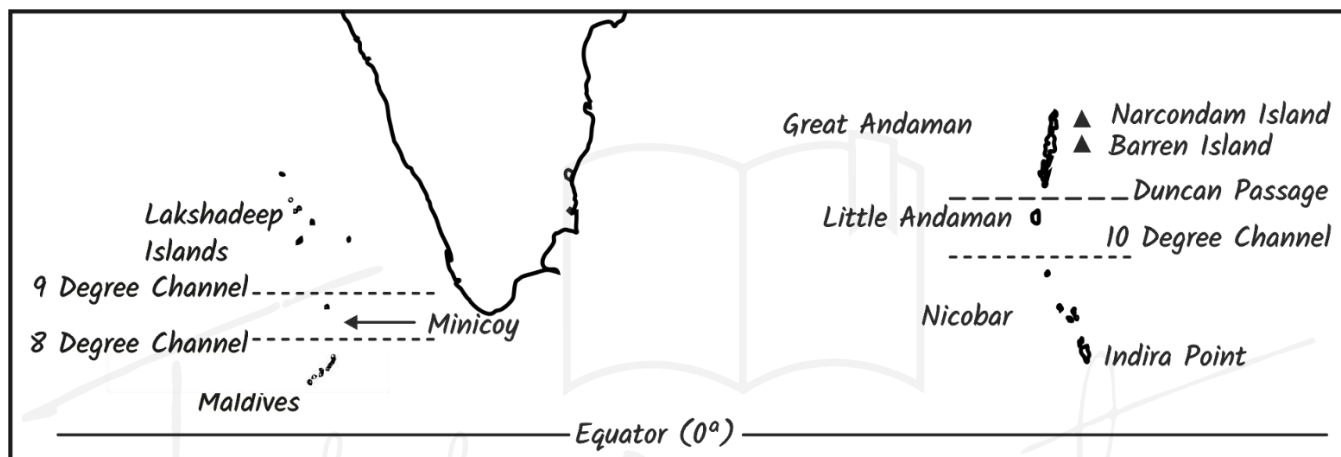 Great Andaman
Narcondam Island
Barren Island
Duncan Passage
Lakshadeep
Islands
Little Andaman
10 Degree Channel
9 Degree Channel
Minicoy
Nicobar
8 Degree Channel
Indira Point
Maldives
Equator (0ª)